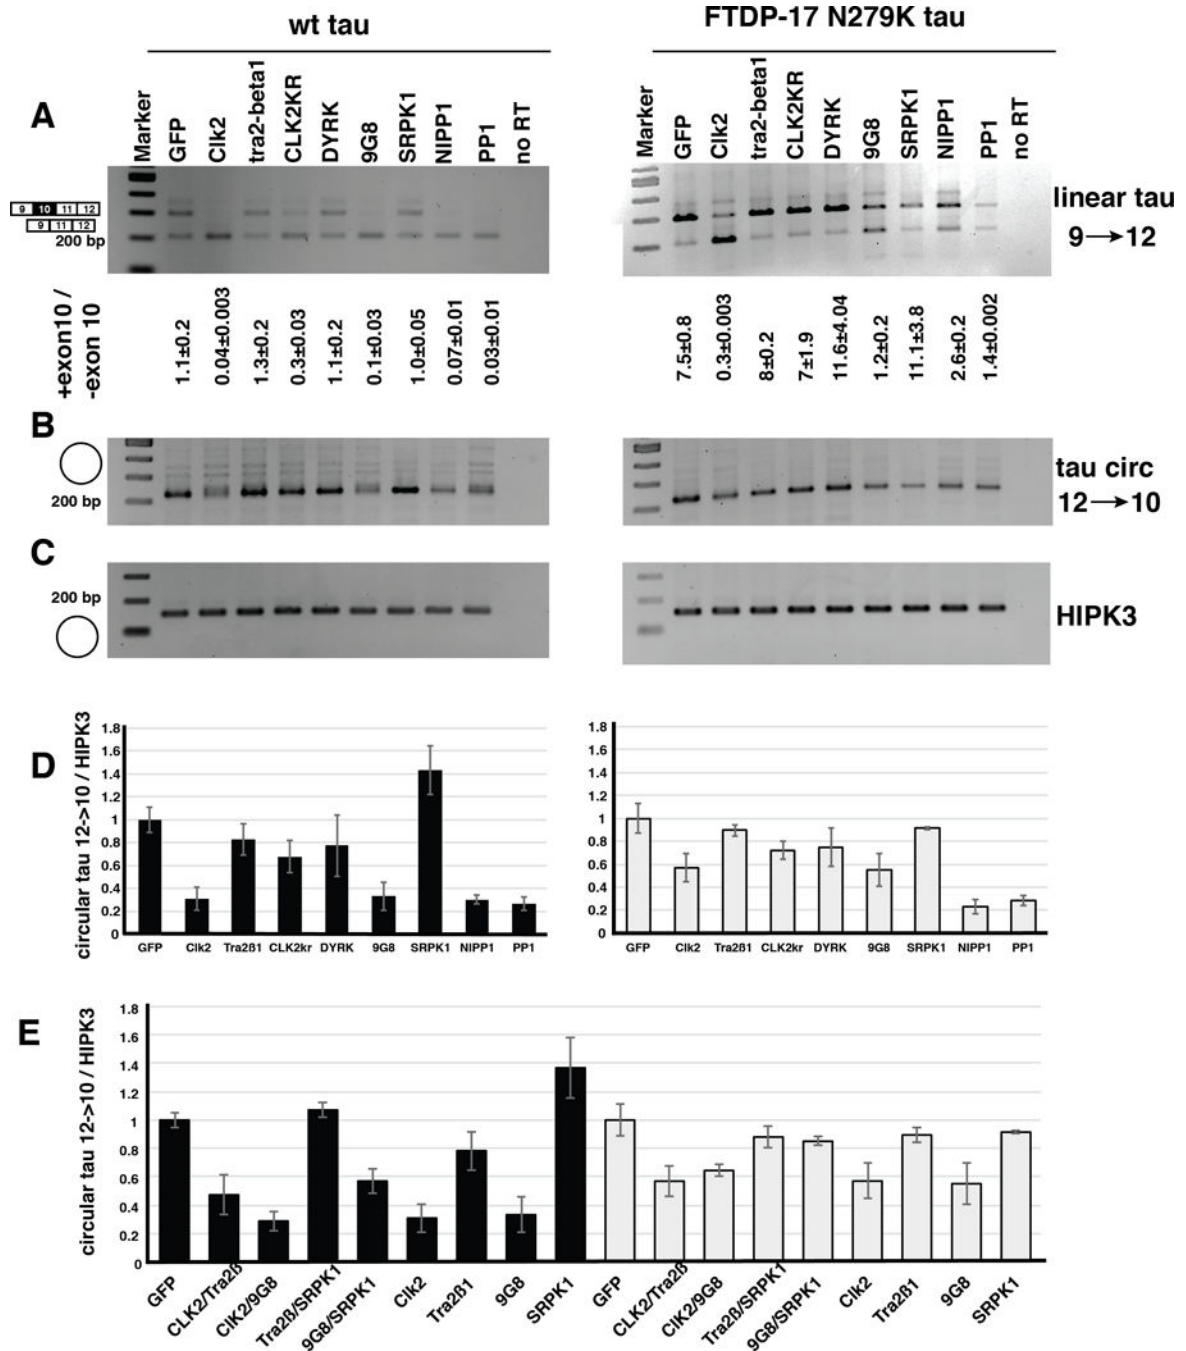 wt tau
FTDP-17 N279K tau
A
Marker GFP Clk2 tra2-beta1 CLK2KR DYRK 9G8 SRPK1 NIPP1 PP1 no RT
Marker GFP Clk2 tra2-beta1 CLK2KR DYRK 9G8 SRPK1 NIPP1 PP1 no RT
9 10 11 12
9 11 12
200 bp
linear tau
9→12
+exon10 /
-exon 10
1.1±0.2 0.04±0.003 1.3±0.2 0.3±0.03 1.1±0.2 0.1±0.03 1.0±0.05 0.07±0.01 0.03±0.01
7.5±0.8 0.3±0.003 8±0.2 7±1.9 11.6±4.04 1.2±0.2 11.1±3.8 2.6±0.2 1.4±0.002
B
200 bp
tau circ
12→10
C
200 bp
HIPK3
D
circular tau 12->10 / HIPK3
1.8
1.6
1.4
1.2
1
0.8
0.6
0.4
0.2
0
GFP Clk2 Tra2ß1 CLK2kr DYRK 9G8 SRPK1 NIPP1 PP1
1.8
1.6
1.4
1.2
1
0.8
0.6
0.4
0.2
0
GFP Clk2 Tra2ß1 CLK2kr DYRK 9G8 SRPK1 NIPP1 PP1
E
circular tau 12->10 / HIPK3
1.8
1.6
1.4
1.2
1
0.8
0.6
0.4
0.2
0
GFP CLK2/Tra2ß ClK2/9G8 Tra2ß/SRPK1 9G8/SRPK1 Clk2 Tra2ß1 9G8 SRPK1 GFP CLK2/Tra2ß ClK2/9G8 Tra2ß/SRPK1 9G8/SRPK1 Clk2 Tra2ß1 9G8 SRPK1